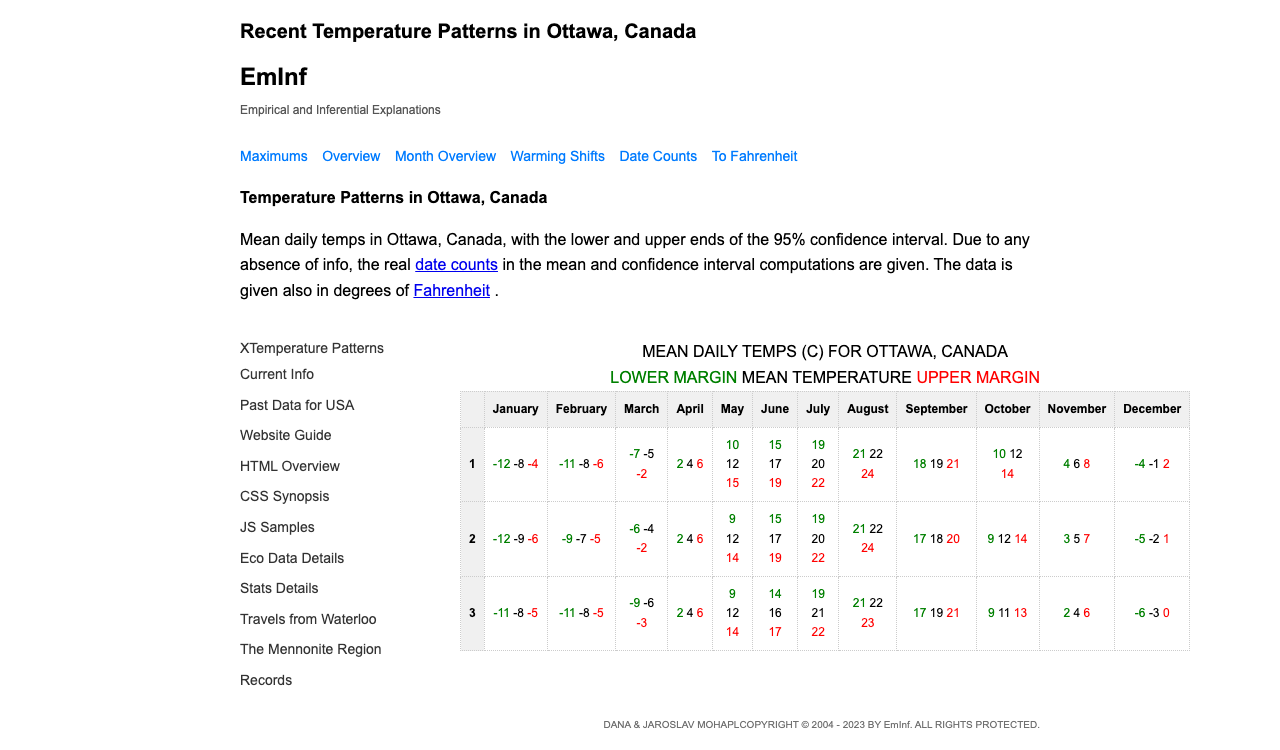 Recent Temperature Patterns in Ottawa, Canada
EmInf
Empirical and Inferential Explanations
Maximums Overview Month Overview Warming Shifts Date Counts To Fahrenheit
Temperature Patterns in Ottawa, Canada
Mean daily temps in Ottawa, Canada, with the lower and upper ends of the 95% confidence interval. Due to any
absence of info, the real date counts in the mean and confidence interval computations are given. The data is
given also in degrees of Fahrenheit .
XTemperature Patterns
Current Info
Past Data for USA
Website Guide
HTML Overview
CSS Synopsis
JS Samples
Eco Data Details
Stats Details
Travels from Waterloo
The Mennonite Region
Records
MEAN DAILY TEMPS (C) FOR OTTAWA, CANADA
LOWER MARGIN MEAN TEMPERATURE UPPER MARGIN
January February March April May June July August September October November December
1 -12 -8 -4 -11 -8 -6 -7 -5 -2 2 4 6 10 12 15 15 17 19 19 20 22 21 22 24 18 19 21 10 12 14 4 6 8 -4 -1 2
2 -12 -9 -6 -9 -7 -5 -6 -4 -2 2 4 6 9 12 14 15 17 19 19 20 22 21 22 24 17 18 20 9 12 14 3 5 7 -5 -2 1
3 -11 -8 -5 -11 -8 -5 -9 -6 -3 2 4 6 9 12 14 14 16 17 19 21 22 21 22 23 17 19 21 9 11 13 2 4 6 -6 -3 0
DANA & JAROSLAV MOHAPLCOPYRIGHT © 2004 - 2023 BY EmInf. ALL RIGHTS PROTECTED.